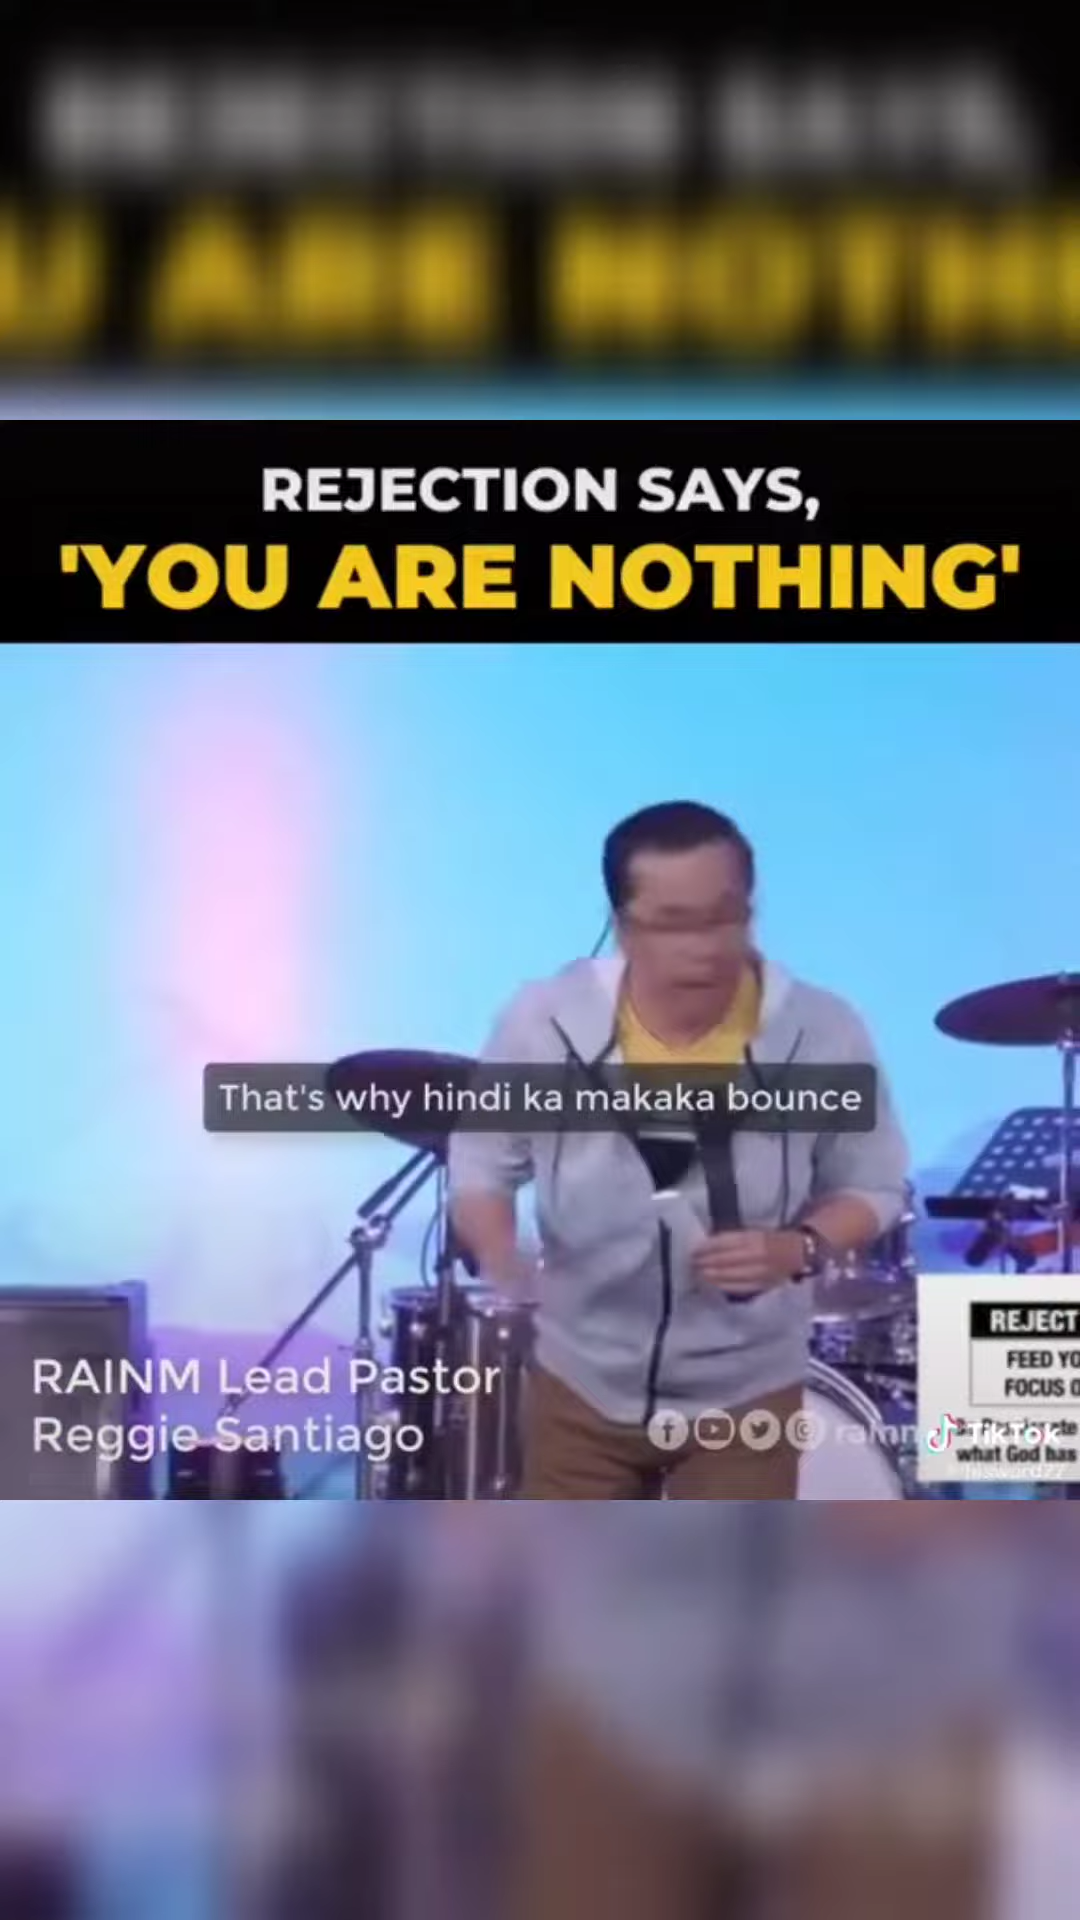 REJECTION SAYS,
'YOU ARE NOTHING'
That's why hindi ka makaka bounce
RAINM Lead Pastor
Reggie Santiago
REJECT
FEED YO
FOCUS O
what God has
TikTok